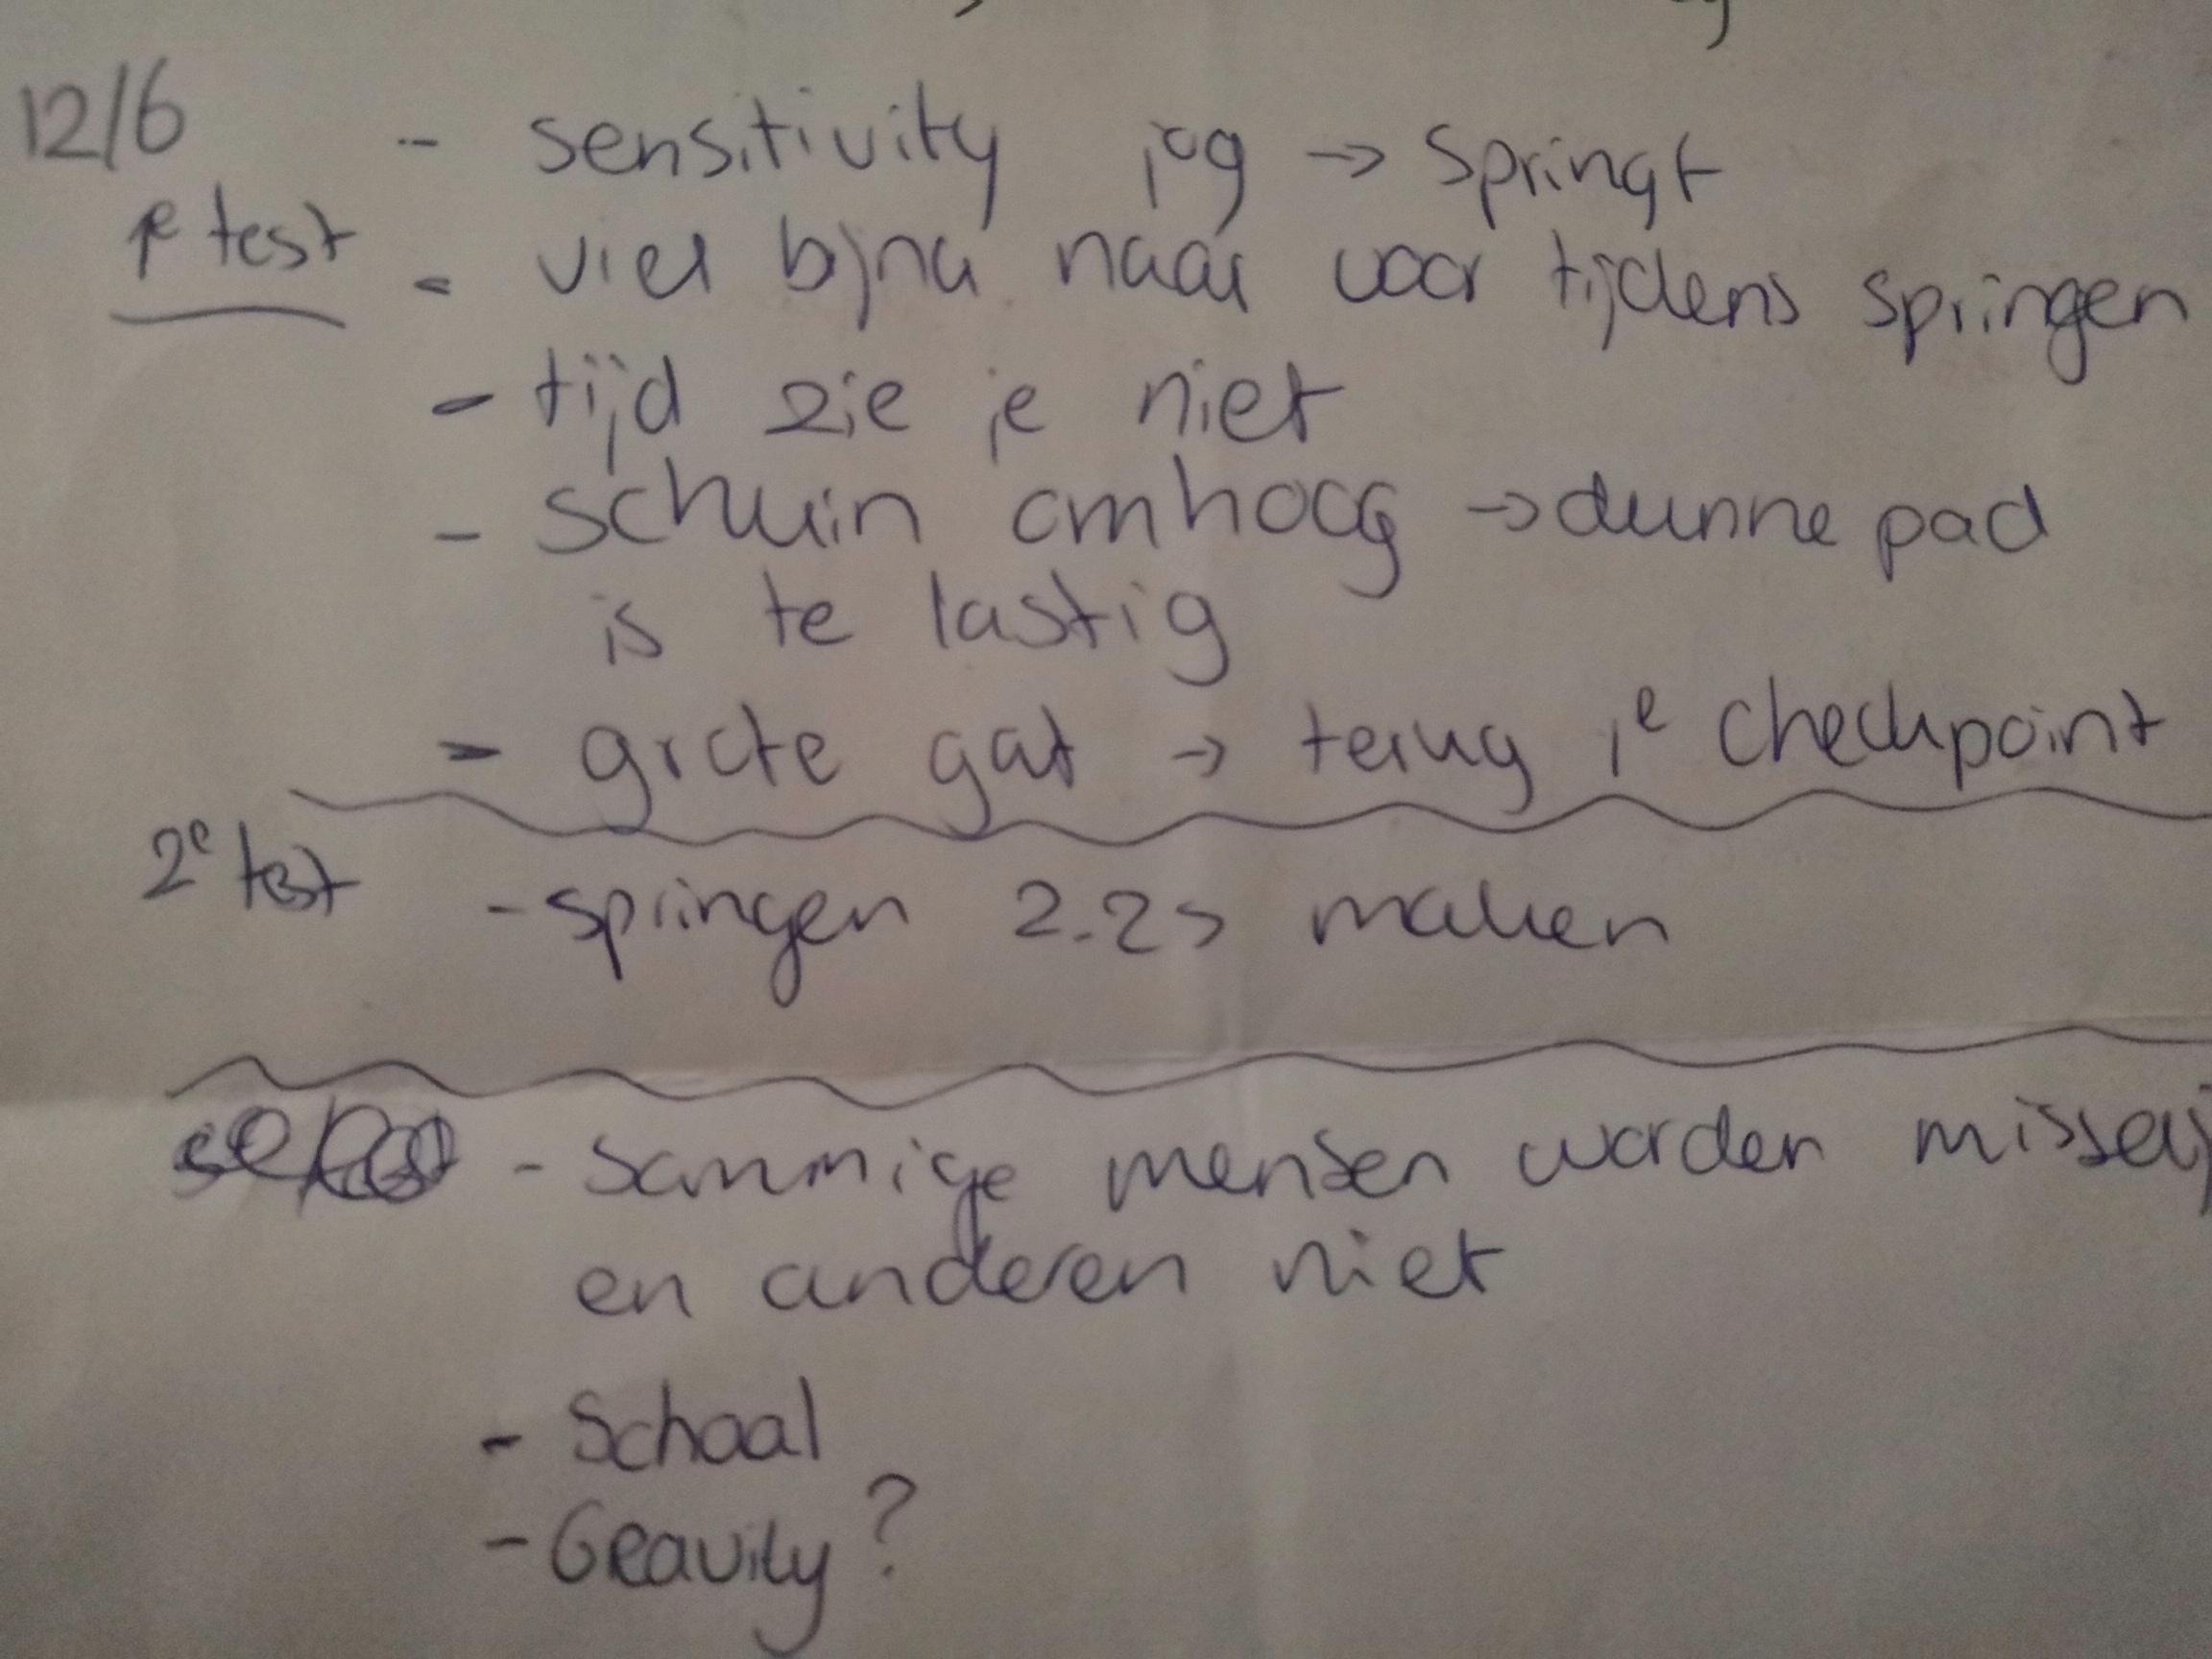 12/6
1e test
- sensitivity jog → springt
- viel bijna naar voor tijdens springen
- tijd zie je niet
- schuin omhoog → dunne pad
is te lastig
- grote gat → terug 1e checkpoint
2e test - springen 2.2s maken
- Sommige mensen worden misselij
en anderen niet
- Schaal
- Gravity?